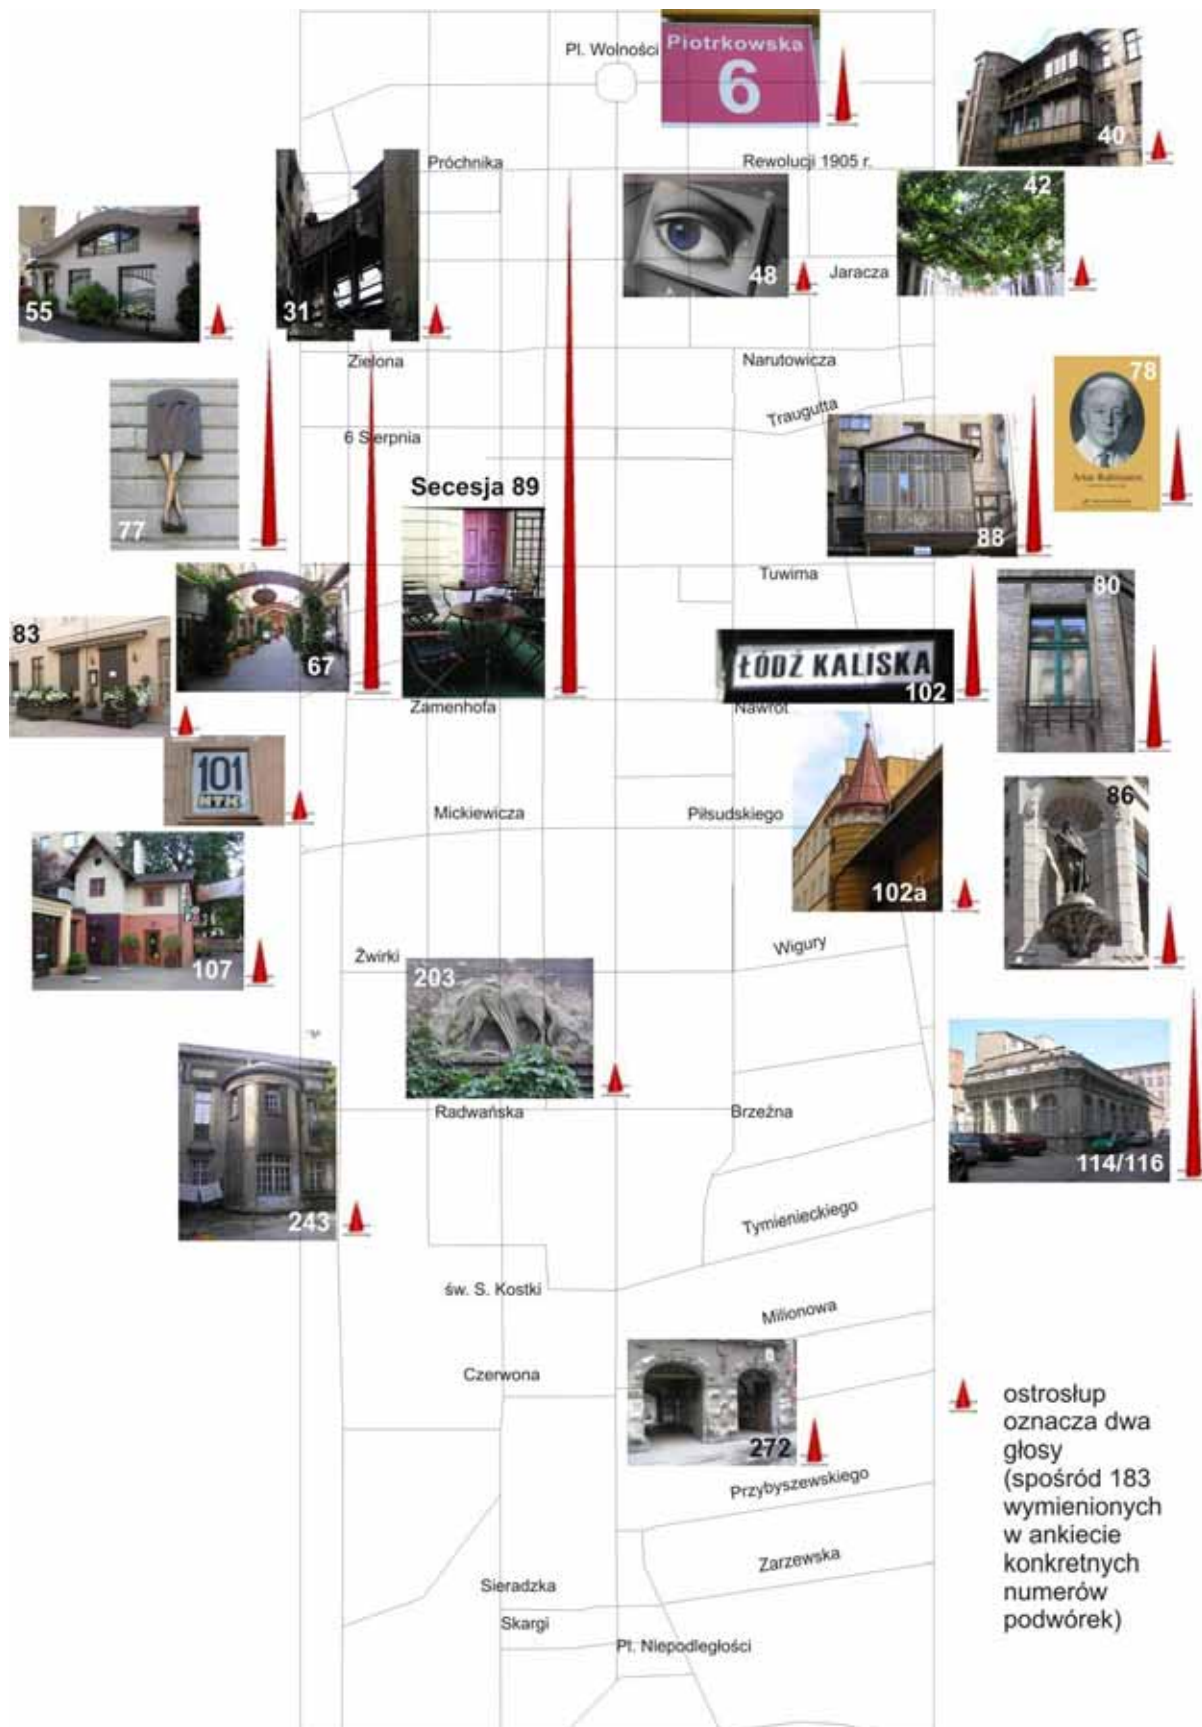 Pl. Wolności
Piotrkowska
6
40
Próchnika
Rewolucji 1905 r.
42
48
Jaracza
55
31
Zielona
Narutowicza
78
Traugutta
6 Sierpnia
Secesja 89
77
88
Tuwima
80
83
67
ŁÓDŹ KALISKA
102
Zamenhofa
Nawrot
101
Mickiewicza
Piłsudskiego
86
102a
107
Żwirki
Wigury
203
Radwańska
Brzeźna
114/116
243
Tymienieckiego
św. S. Kostki
Milionowa
Czerwona
272
Przybyszewskiego
Zarzewska
Sieradzka
Skargi
Pl. Niepodległości
ostrosłup
oznacza dwa
głosy
(spośród 183
wymienionych
w ankiecie
konkretnych
numerów
podwórek)